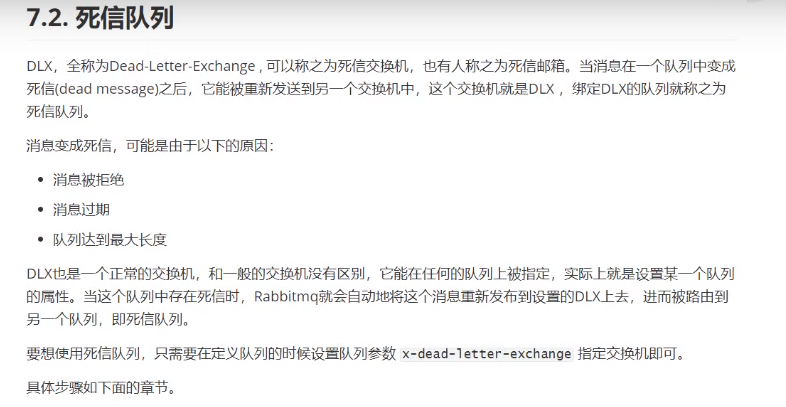 7.2. 死信队列
DLX，全称为Dead-Letter-Exchange , 可以称之为死信交换机，也有人称之为死信邮箱。当消息在一个队列中变成
死信(dead message)之后，它能被重新发送到另一个交换机中，这个交换机就是DLX ，绑定DLX的队列就称之为
死信队列。
消息变成死信，可能是由于以下的原因：
• 消息被拒绝
• 消息过期
• 队列达到最大长度
DLX也是一个正常的交换机，和一般的交换机没有区别，它能在任何的队列上被指定，实际上就是设置某一个队列
的属性。当这个队列中存在死信时，Rabbitmq就会自动地将这个消息重新发布到设置的DLX上去，进而被路由到
另一个队列，即死信队列。
要想使用死信队列，只需要在定义队列的时候设置队列参数 x-dead-letter-exchange 指定交换机即可。
具体步骤如下面的章节。